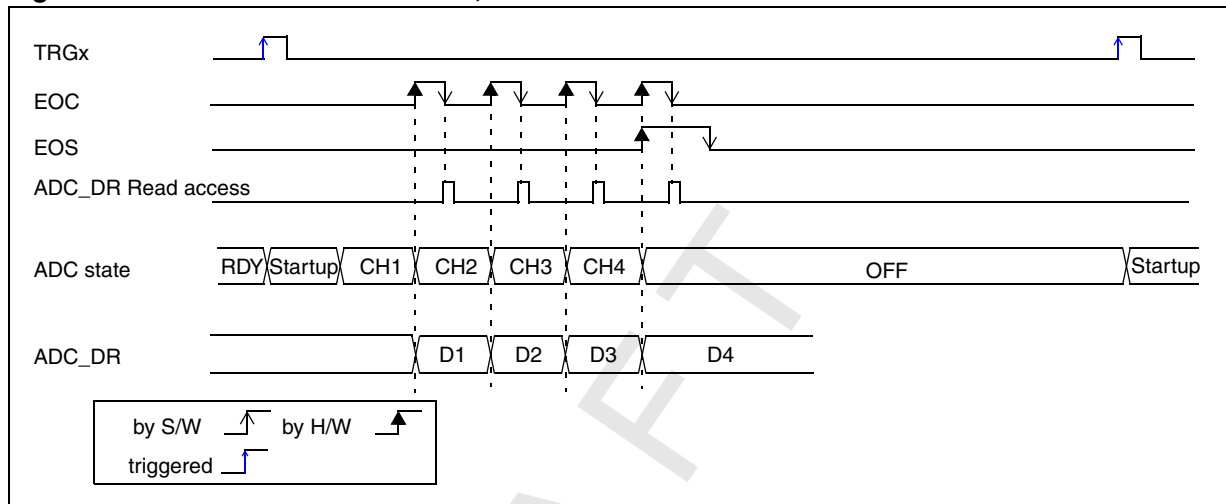 TRGx
EOC
EOS
ADC_DR Read access
ADC state RDY Startup CH1 CH2 CH3 CH4 OFF Startup
ADC_DR D1 D2 D3 D4
by S/W by H/W
triggered